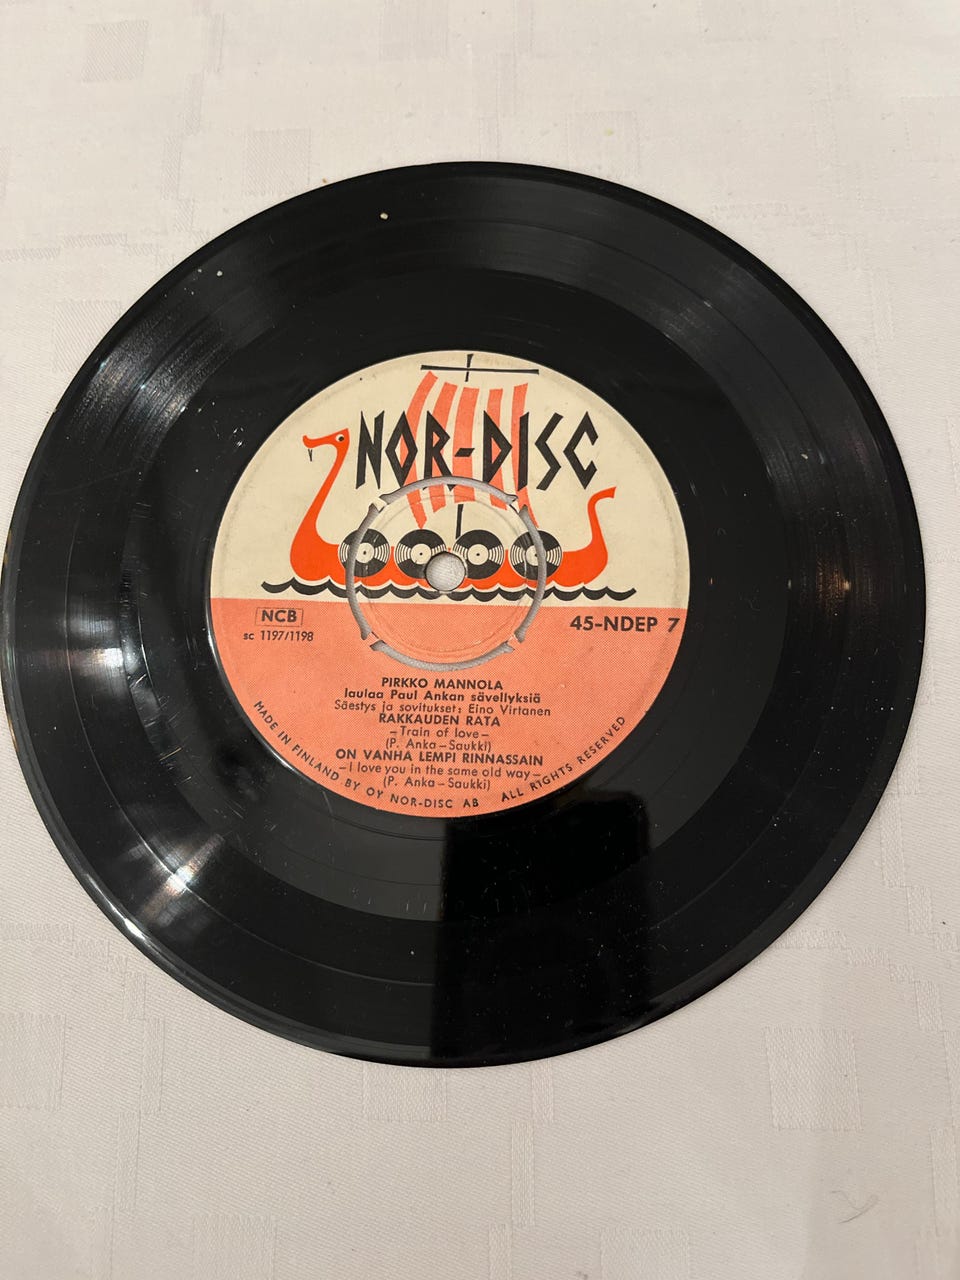 NOR-DISC
NCB
sc 1197/1198
45-NDEP 7
PIRKKO MANNOLA
laulaa Paul Ankan sävellyksiä
Säestys ja sovitukset: Eino Virtanen
RAKKAUDEN RATA
—Train of love—
(P. Anka—Saukki)
ON VANHA LEMPI RINNASSAIN
—I love you in the same old way—
(P. Anka—Saukki)
MADE IN FINLAND BY OY NOR-DISC AB ALL RIGHTS RESERVED